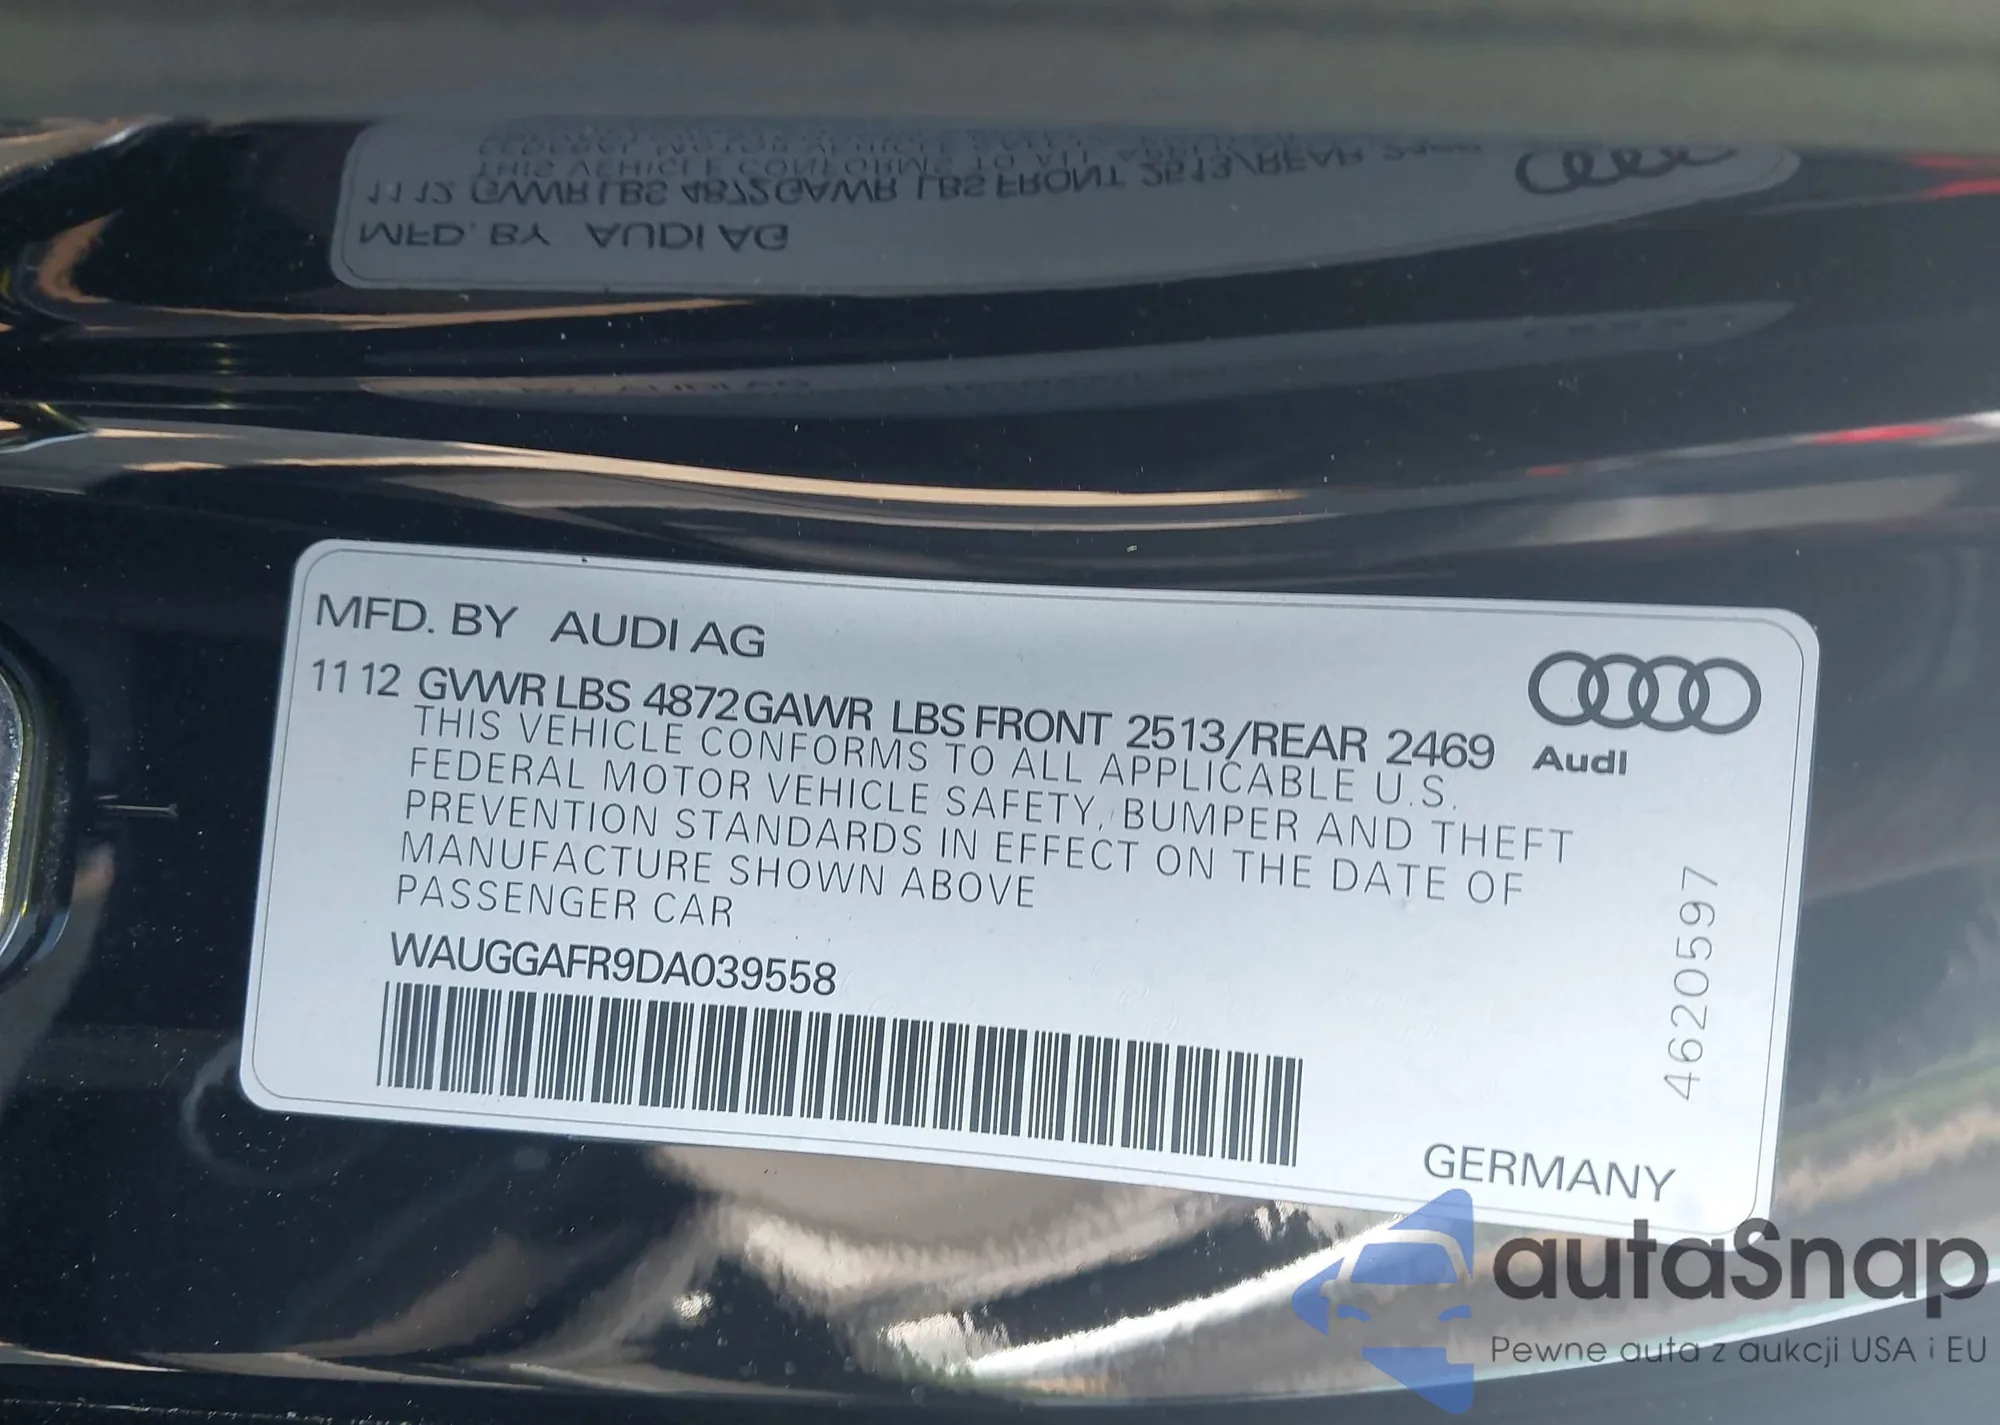 MFD. BY AUDI AG
11 12 GVWR LBS 4872 GAWR LBS FRONT 2513/REAR 2469
THIS VEHICLE CONFORMS TO ALL APPLICABLE U.S.
FEDERAL MOTOR VEHICLE SAFETY, BUMPER AND THEFT
PREVENTION STANDARDS IN EFFECT ON THE DATE OF
MANUFACTURE SHOWN ABOVE
PASSENGER CAR
WAUGGAFR9DA039558
Audi
4620597
GERMANY
autaSnap
Pewne auta z aukcji USA i EU